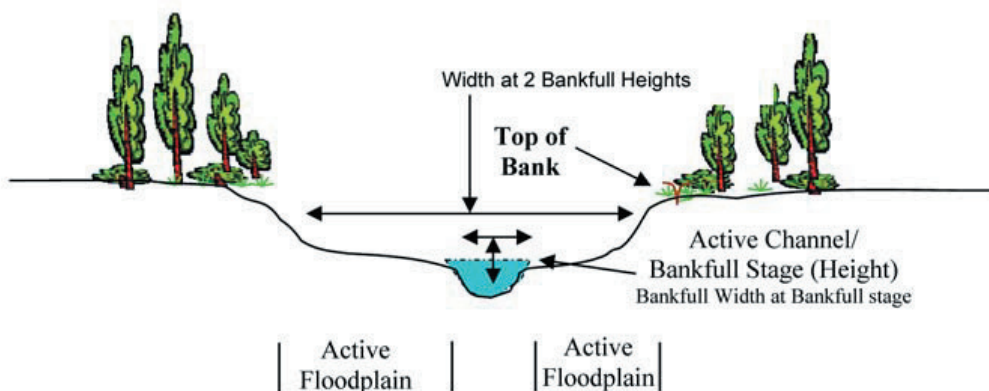 Width at 2 Bankfull Heights
Top of
Bank
Active Channel/
Bankfull Stage (Height)
Bankfull Width at Bankfull stage
Active
Floodplain
Active
Floodplain